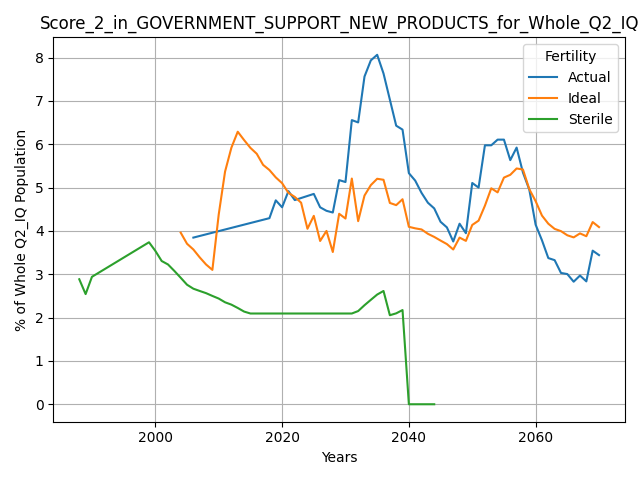 Score_2_in_GOVERNMENT_SUPPORT_NEW_PRODUCTS_for_Whole_Q2_IQ
Fertility
Actual
Ideal
Sterile
% of Whole Q2_IQ Population
8
7
6
5
4
3
2
1
0
2000
2020
2040
2060
Years